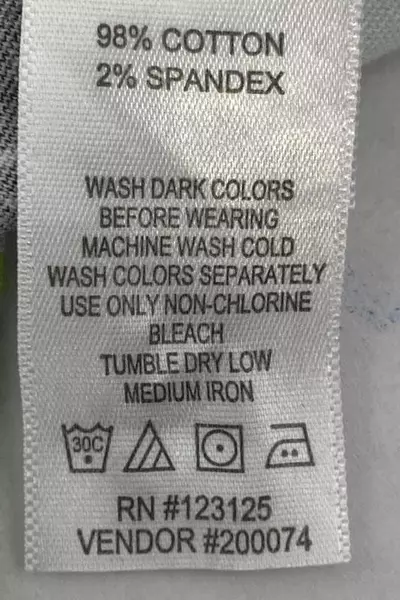 98% COTTON
2% SPANDEX
WASH DARK COLORS
BEFORE WEARING
MACHINE WASH COLD
WASH COLORS SEPARATELY
USE ONLY NON-CHLORINE
BLEACH
TUMBLE DRY LOW
MEDIUM IRON
30C
RN #123125
VENDOR #200074